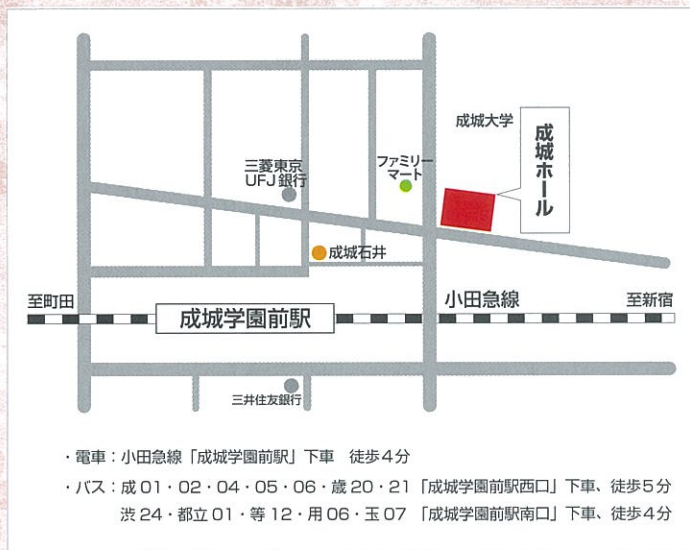 成城大学
成城ホール
三菱東京
UFJ銀行
ファミリー
マート
成城石井
至町田
小田急線
至新宿
成城学園前駅
三井住友銀行
・電車：小田急線「成城学園前駅」下車　徒歩4分
・バス：成01・02・04・05・06・歳20・21「成城学園前駅西口」下車、徒歩5分
渋24・都立01・等12・用06・玉07「成城学園前駅南口」下車、徒歩4分